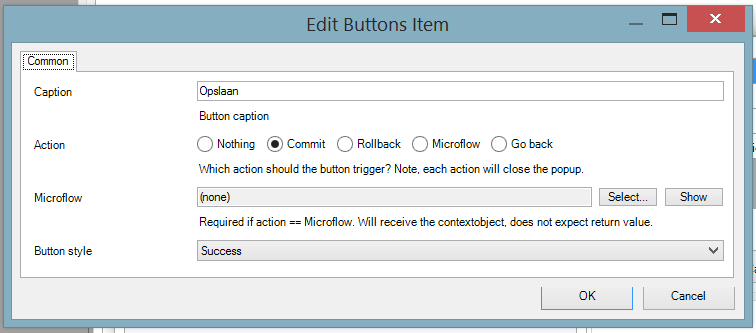 Edit Buttons Item
Common
Caption
Opslaan
Button caption
Action
Nothing Commit Rollback Microflow Go back
Which action should the button trigger? Note, each action will close the popup.
Microflow
(none) Select... Show
Required if action == Microflow. Will receive the contextobject, does not expect return value.
Button style
Success
OK Cancel